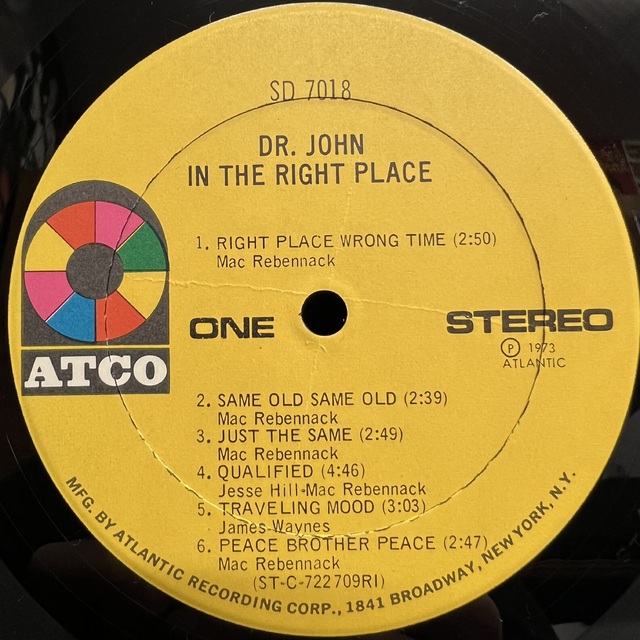 SD 7018
DR. JOHN
IN THE RIGHT PLACE
1. RIGHT PLACE WRONG TIME (2:50)
Mac Rebennack
ATCO
ONE
STEREO
Ⓟ 1973
ATLANTIC
2. SAME OLD SAME OLD (2:39)
Mac Rebennack
3. JUST THE SAME (2:49)
Mac Rebennack
4. QUALIFIED (4:46)
Jesse Hill-Mac Rebennack
5. TRAVELING MOOD (3:03)
James Waynes
6. PEACE BROTHER PEACE (2:47)
Mac Rebennack
(ST-C-722709RI)
MFG. BY ATLANTIC RECORDING CORP., 1841 BROADWAY, NEW YORK, N.Y.